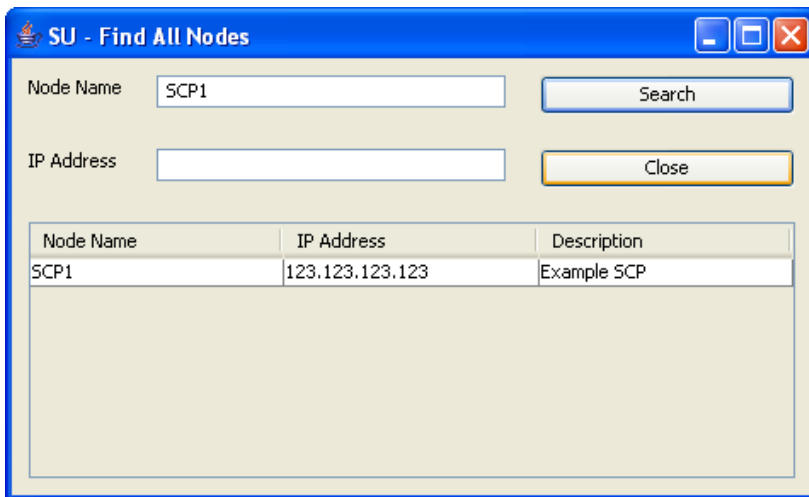 SU - Find All Nodes
Node Name SCP1 Search
IP Address Close
Node Name IP Address Description
SCP1 123.123.123.123 Example SCP